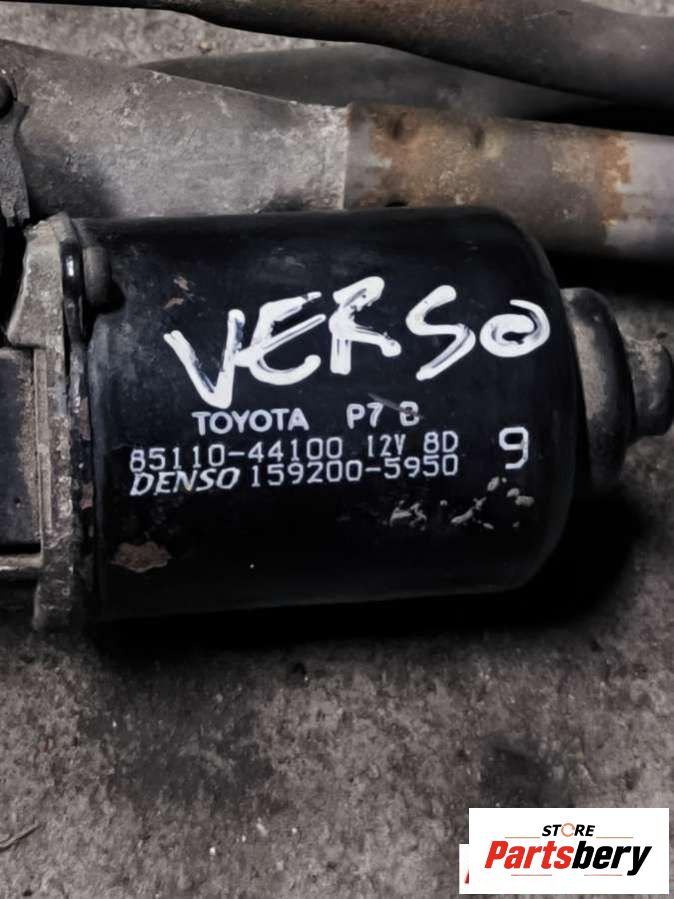 VERSO
TOYOTA P7 B
85110-44100 12V 8D 9
DENSO 159200-5950
STORE
Partsbery